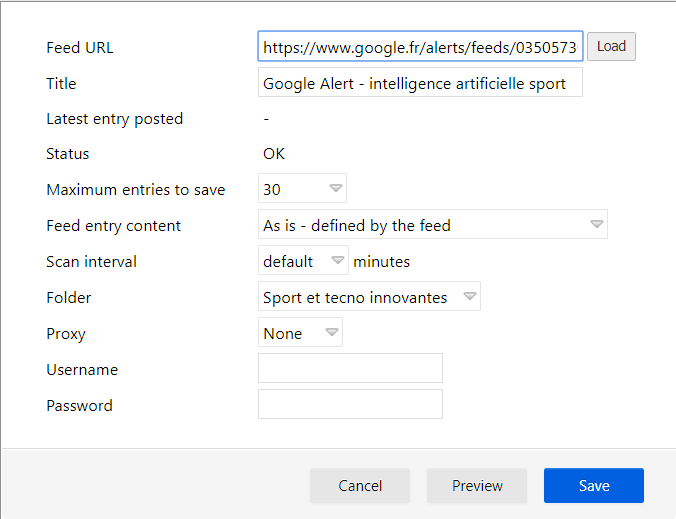 Feed URL https://www.google.fr/alerts/feeds/0350573 Load
Title Google Alert - intelligence artificielle sport
Latest entry posted -
Status OK
Maximum entries to save 30
Feed entry content As is - defined by the feed
Scan interval default minutes
Folder Sport et tecno innovantes
Proxy None
Username
Password
Cancel Preview Save